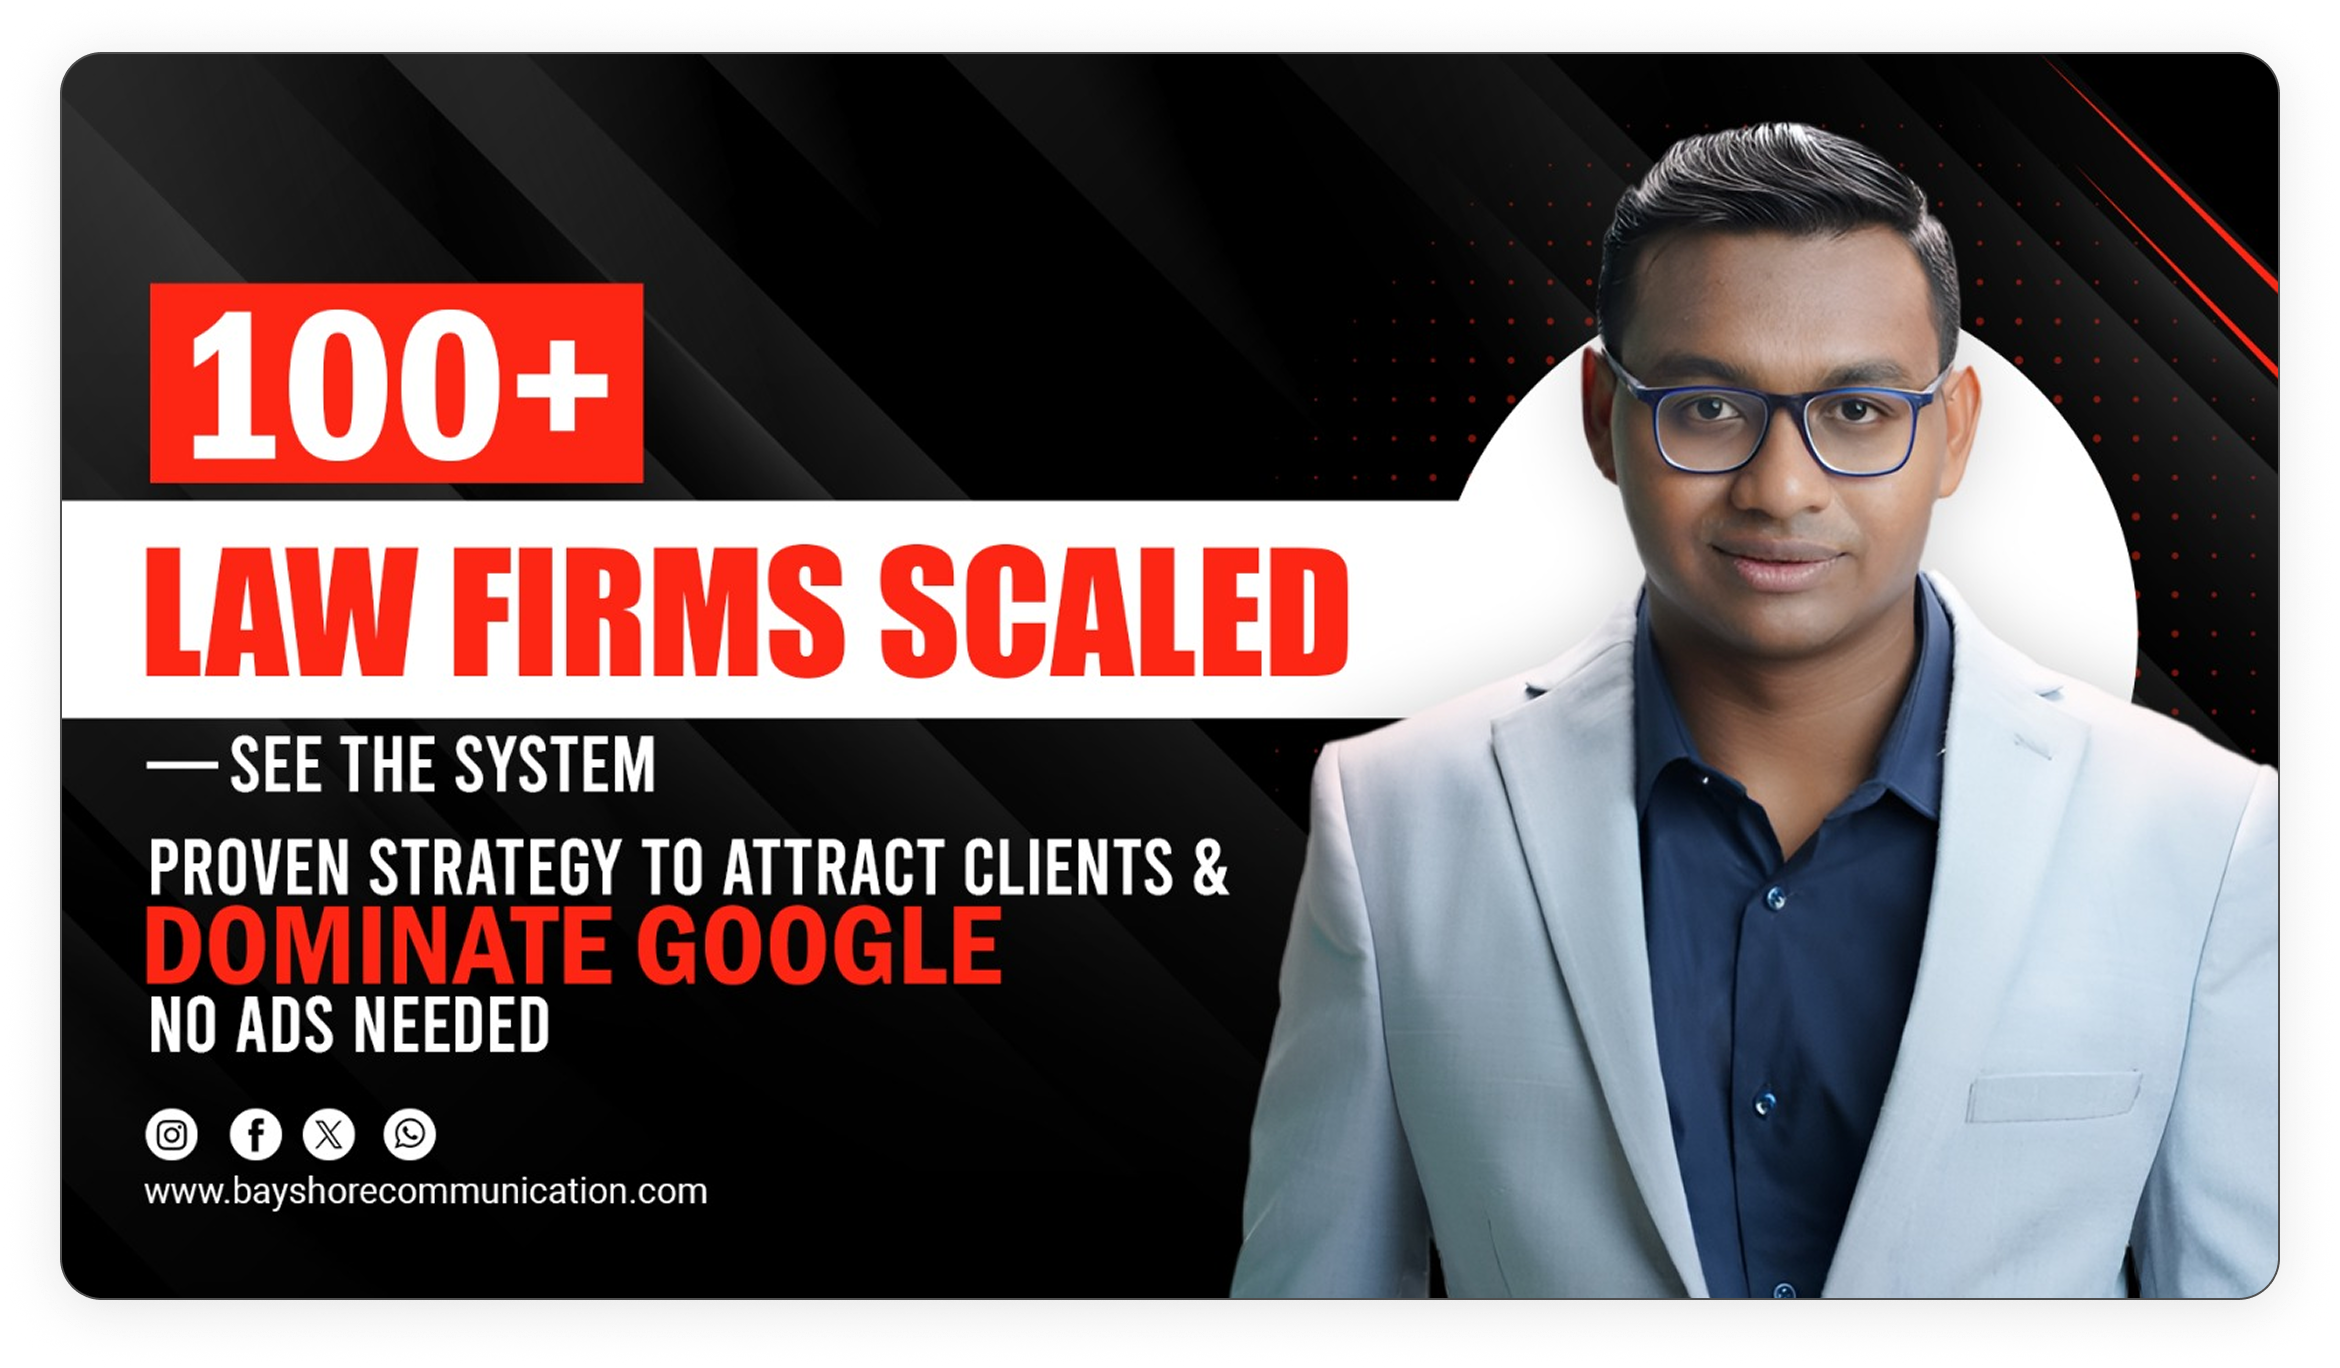 100+
LAW FIRMS SCALED
— SEE THE SYSTEM
PROVEN STRATEGY TO ATTRACT CLIENTS &
DOMINATE GOOGLE
NO ADS NEEDED
www.bayshorecommunication.com